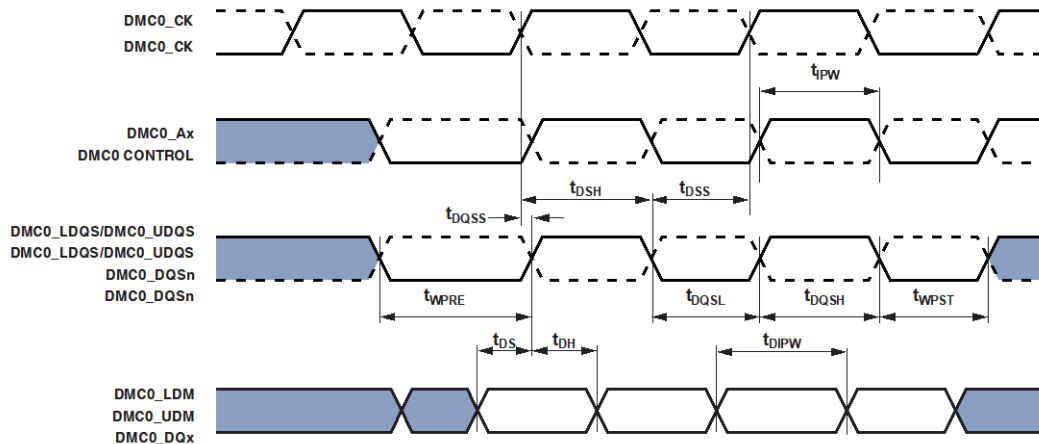 DMC0_CK
DMC0_CK
tIPW
DMC0_Ax
DMC0 CONTROL
tDSH
tDSS
tDQSS
DMC0_LDQS/DMC0_UDQS
DMC0_LDQS/DMC0_UDQS
DMC0_DQSn
DMC0_DQSn
tWPRE
tDQSL
tDQSH
tWPST
tDS
tDH
tDIPW
DMC0_LDM
DMC0_UDM
DMC0_DQx